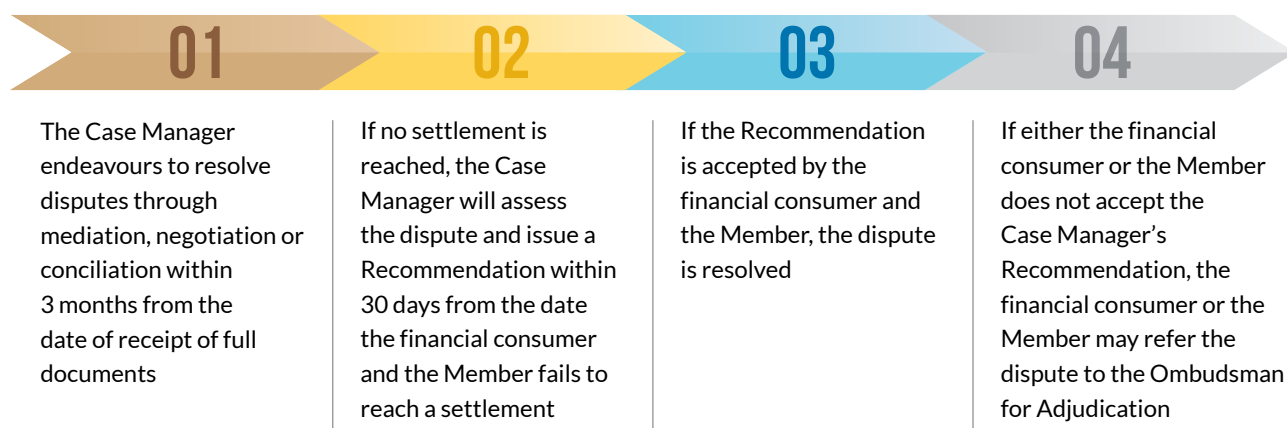 01
The Case Manager
endeavours to resolve
disputes through
mediation, negotiation or
conciliation within
3 months from the
date of receipt of full
documents
02
If no settlement is
reached, the Case
Manager will assess
the dispute and issue a
Recommendation within
30 days from the date
the financial consumer
and the Member fails to
reach a settlement
03
If the Recommendation
is accepted by the
financial consumer and
the Member, the dispute
is resolved
04
If either the financial
consumer or the Member
does not accept the
Case Manager’s
Recommendation, the
financial consumer or the
Member may refer the
dispute to the Ombudsman
for Adjudication